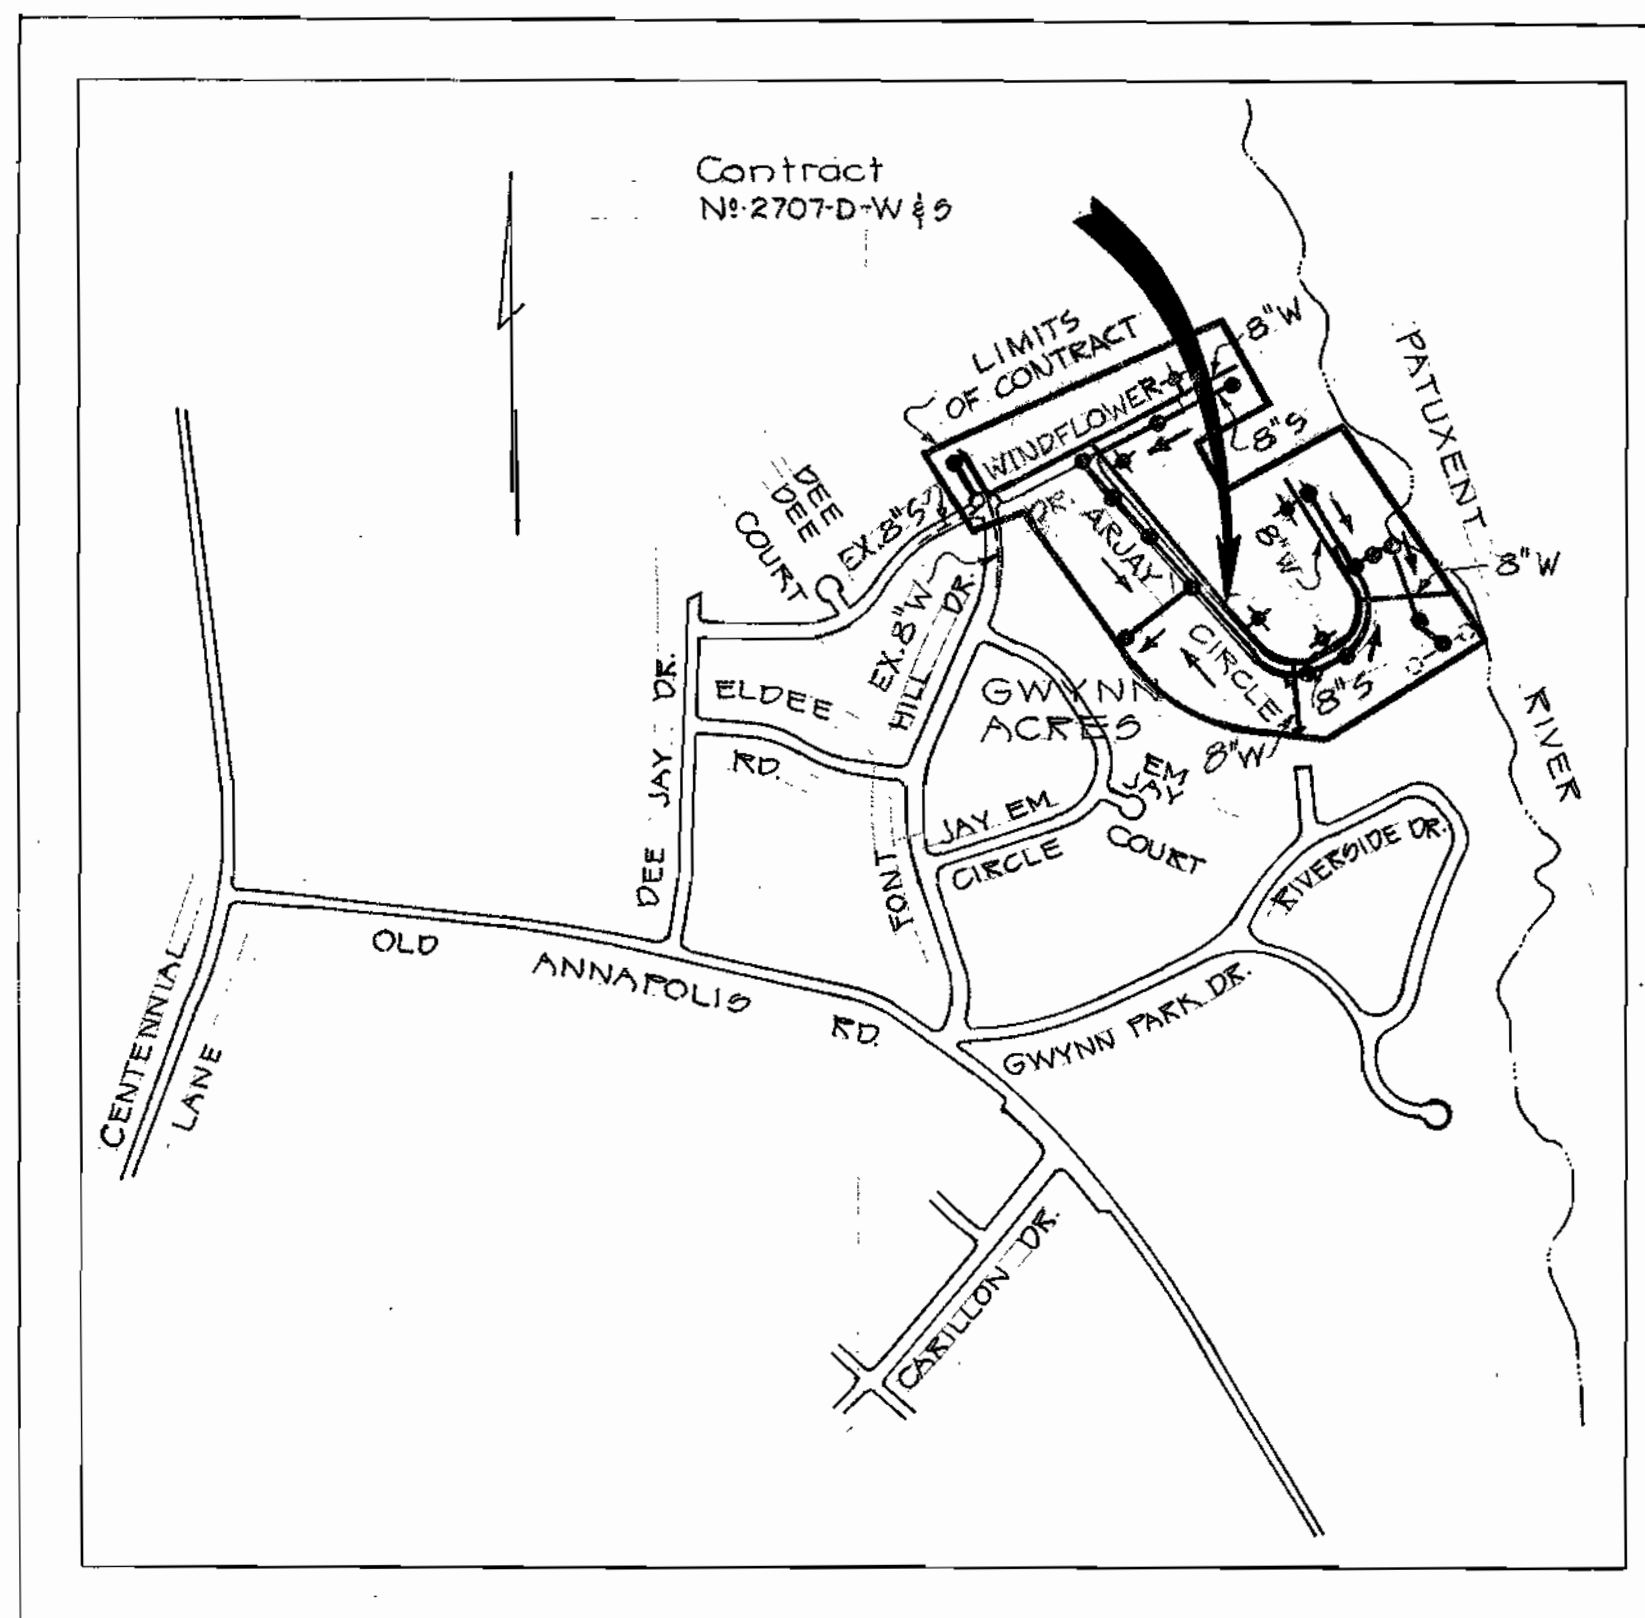 Contract
Nº·2707-D-W & S
LIMITS
OF CONTRACT
8"W
WINDFLOWER
DR.
8"S
PATUXENT
RIVER
DEE
DEE
COURT
EX. 8"S
EX. 8"W
ARJAY
CIRCLE
8"W
8"W
8"S
8"W
DEE JAY DR.
ELDEE
RD.
FONT
HILL
DR.
GWYNN
ACRES
EM
JAY
COURT
JAY EM
CIRCLE
RIVERSIDE DR.
GWYNN PARK DR.
OLD
ANNAPOLIS
RD.
CENTENNIAL
LANE
CARILLON DR.